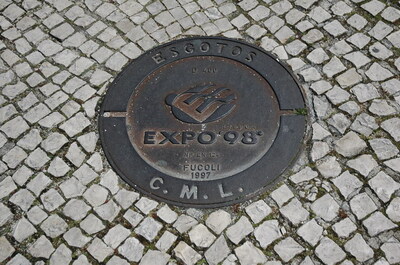 ESGOTOS
EXPO'98'
FUCOLI
1997
C. M. L.